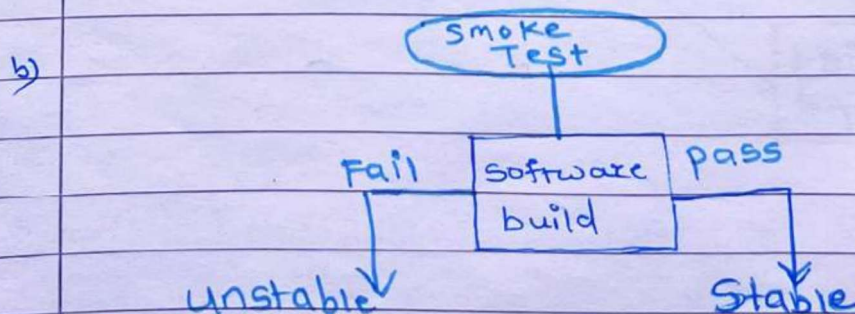 b)
Smoke
Test
Fail
software
build
pass
unstable
Stable